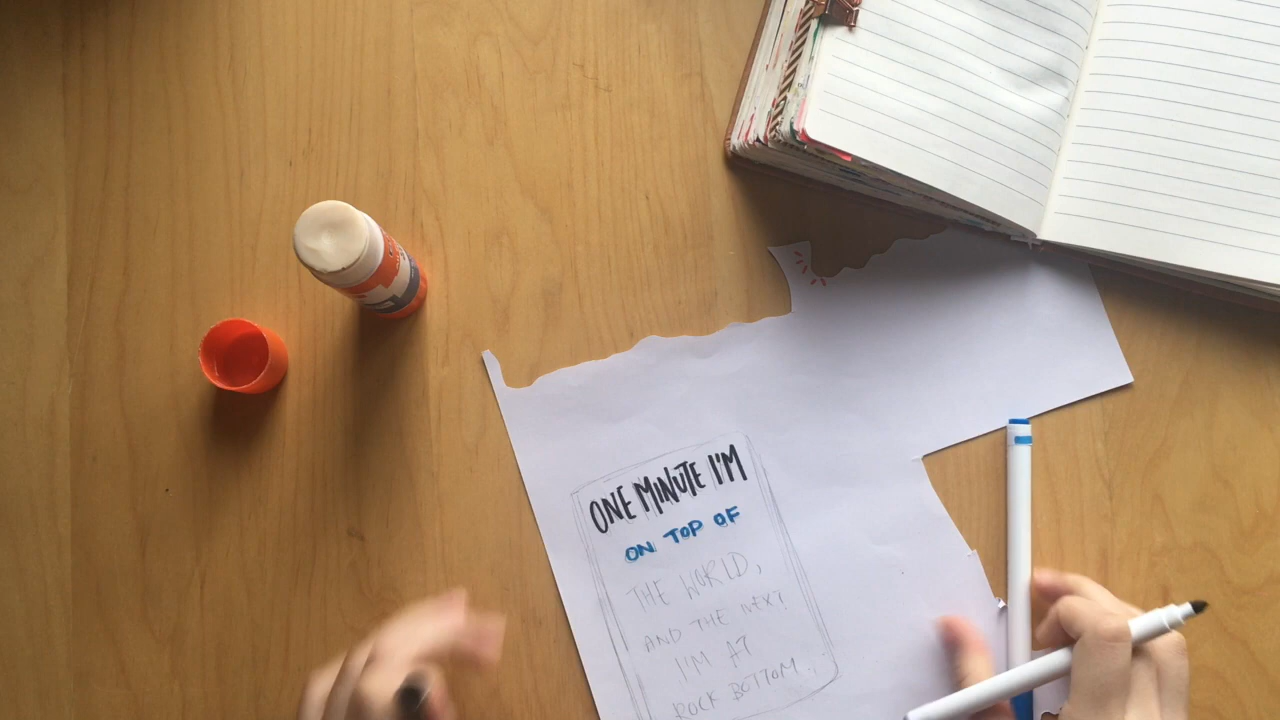 ONE MINUTE I'M
ON TOP OF
THE WORLD,
AND THE NEXT
I'M AT
ROCK BOTTOM.